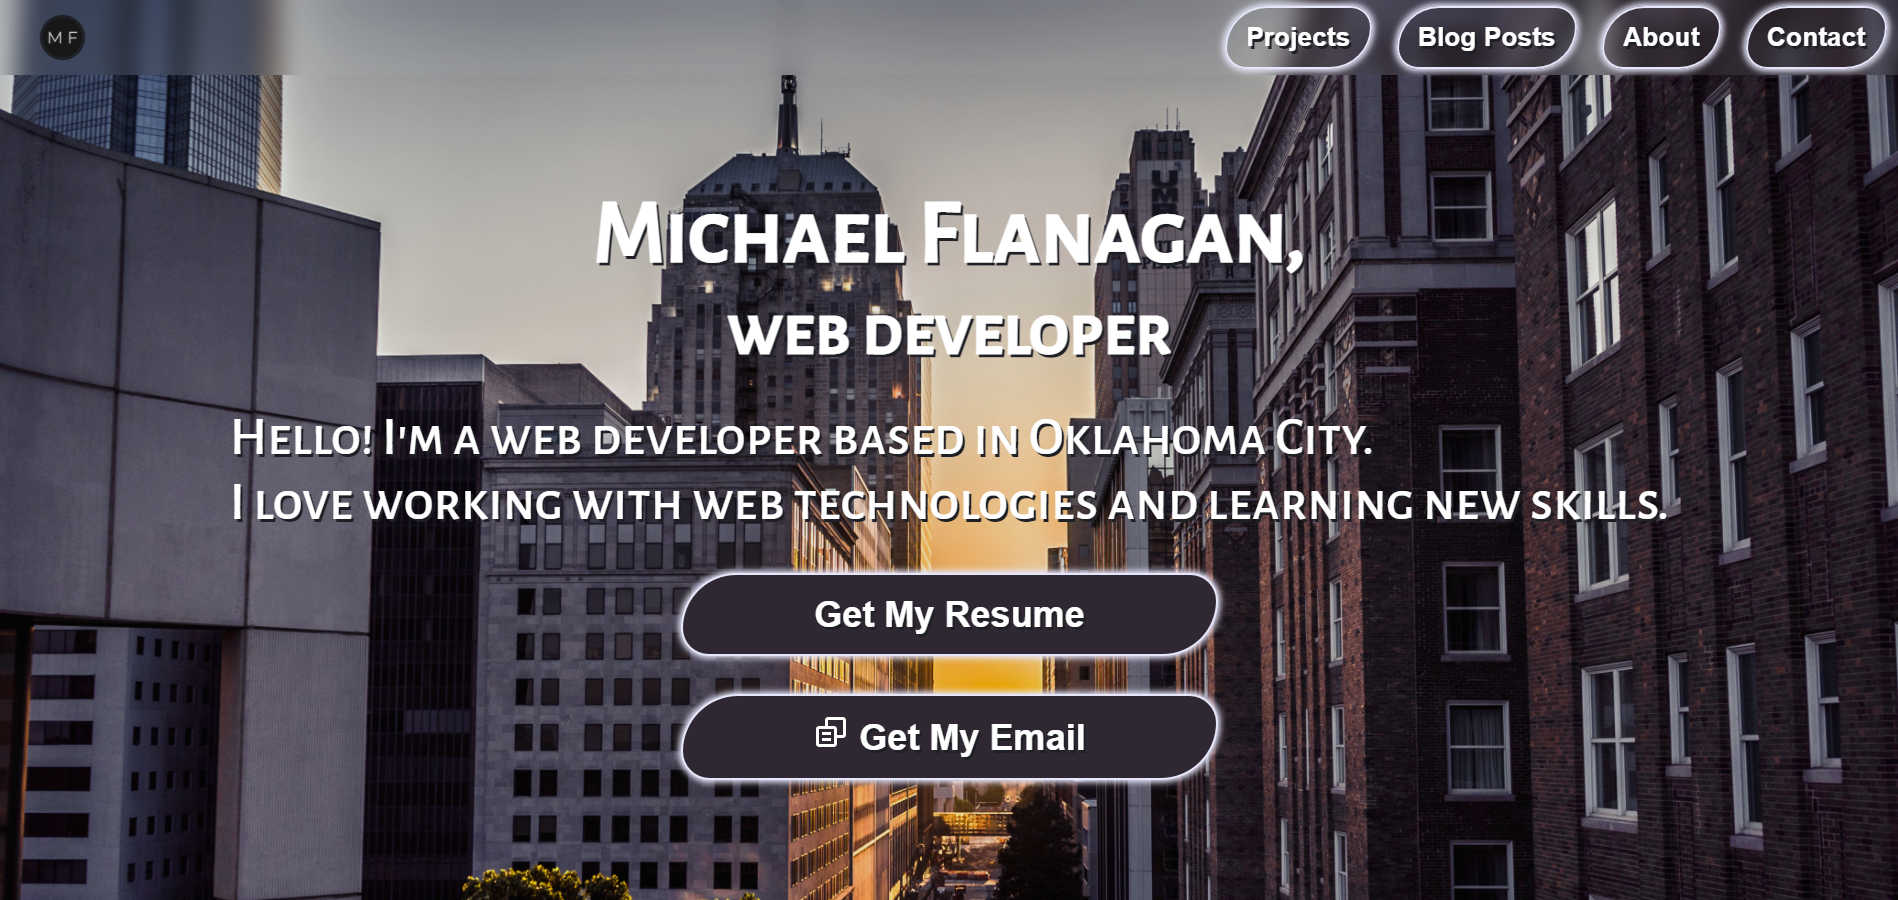 MF
Projects
Blog Posts
About
Contact
Michael Flanagan,
web developer
Hello! I'm a web developer based in Oklahoma City.
I love working with web technologies and learning new skills.
Get My Resume
Get My Email